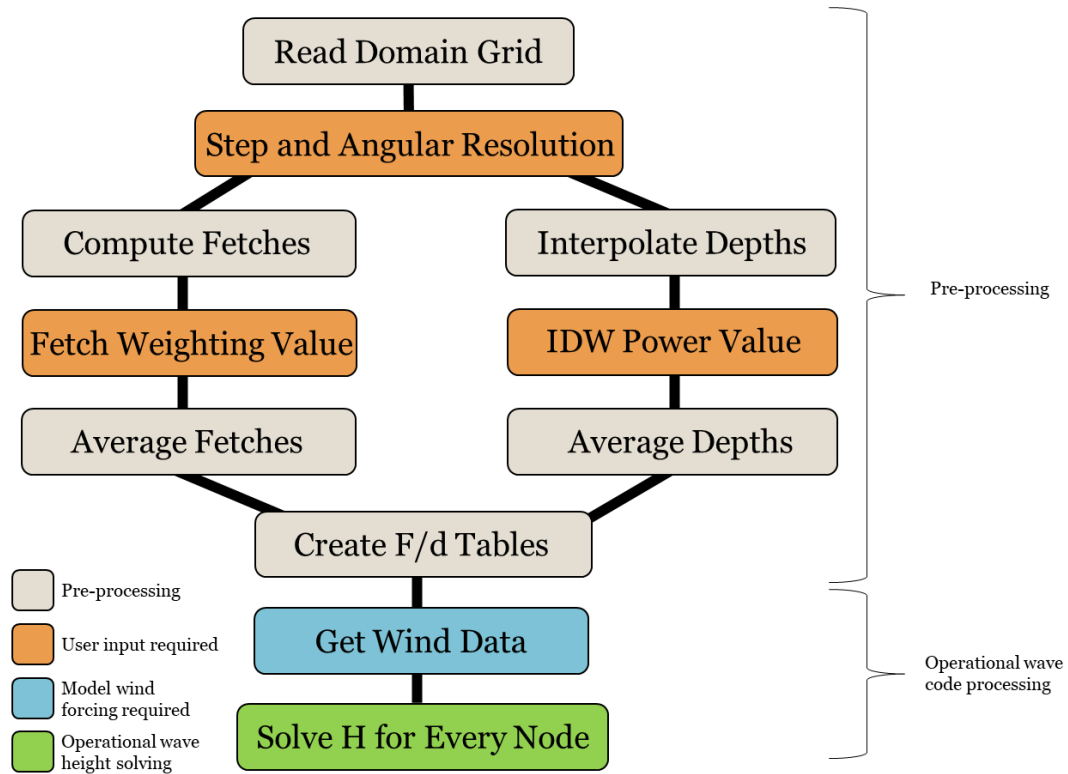 Read Domain Grid
Step and Angular Resolution
Compute Fetches
Interpolate Depths
Fetch Weighting Value
IDW Power Value
Average Fetches
Average Depths
Create F/d Tables
Get Wind Data
Solve H for Every Node
Pre-processing
User input required
Model wind
forcing required
Operational wave
height solving
Pre-processing
Operational wave
code processing